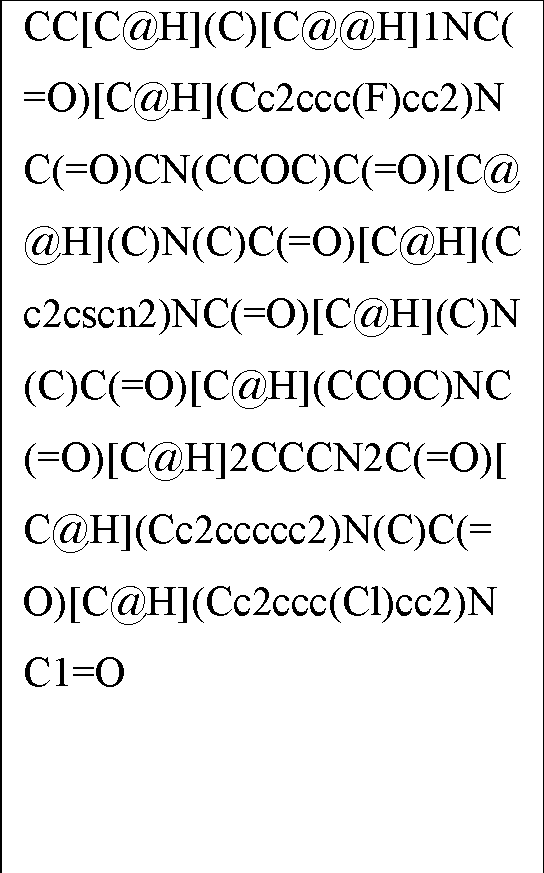 CC[C@H](C)[C@@H]1NC(
=O)[C@H](Cc2ccc(F)cc2)N
C(=O)CN(CCOC)C(=O)[C@
@H](C)N(C)C(=O)[C@H](C
c2cscn2)NC(=O)[C@H](C)N
(C)C(=O)[C@H](CCOC)NC
(=O)[C@H]2CCCN2C(=O)[
C@H](Cc2ccccc2)N(C)C(=
O)[C@H](Cc2ccc(Cl)cc2)N
C1=O